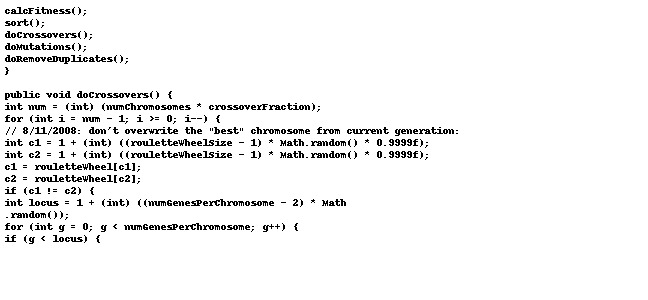 calcFitness();
sort();
doCrossovers();
doMutations();
doRemoveDuplicates();
}
public void doCrossovers() {
int num = (int) (numChromosomes * crossoverFraction);
for (int i = num - 1; i >= 0; i--) {
// 8/11/2008: don't overwrite the "best" chromosome from current generation:
int c1 = 1 + (int) ((rouletteWheelSize - 1) * Math.random() * 0.9999f);
int c2 = 1 + (int) ((rouletteWheelSize - 1) * Math.random() * 0.9999f);
c1 = rouletteWheel[c1];
c2 = rouletteWheel[c2];
if (c1 != c2) {
int locus = 1 + (int) ((numGenesPerChromosome - 2) * Math
.random());
for (int g = 0; g < numGenesPerChromosome; g++) {
if (g < locus) {